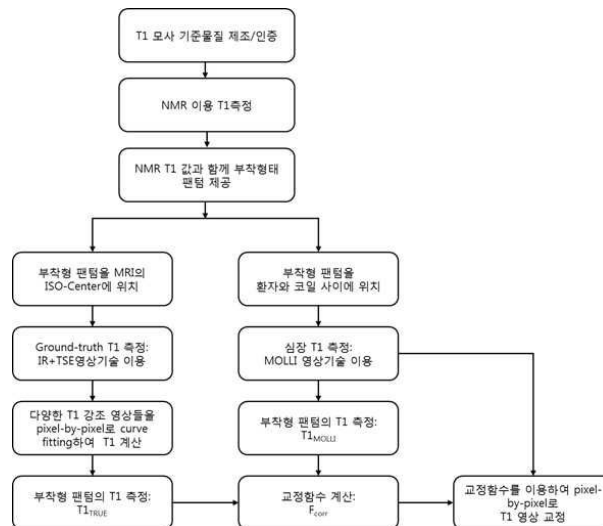 T1 모사 기준물질 제조/인증
NMR 이용 T1측정
NMR T1 값과 함께 부착형태
팬텀 제공
부착형 팬텀을 MRI의
ISO-Center에 위치
부착형 팬텀을
환자와 코일 사이에 위치
Ground-truth T1 측정:
IR+TSE영상기술 이용
심장 T1 측정:
MOLLI 영상기술 이용
다양한 T1 강조 영상들을
pixel-by-pixel로 curve
fitting하여 T1 계산
부착형 팬텀의 T1 측정:
T1MOLLI
부착형 팬텀의 T1 측정:
T1TRUE
교정함수 계산:
Fcorr
교정함수를 이용하여 pixel-
by-pixel로
T1 영상 교정